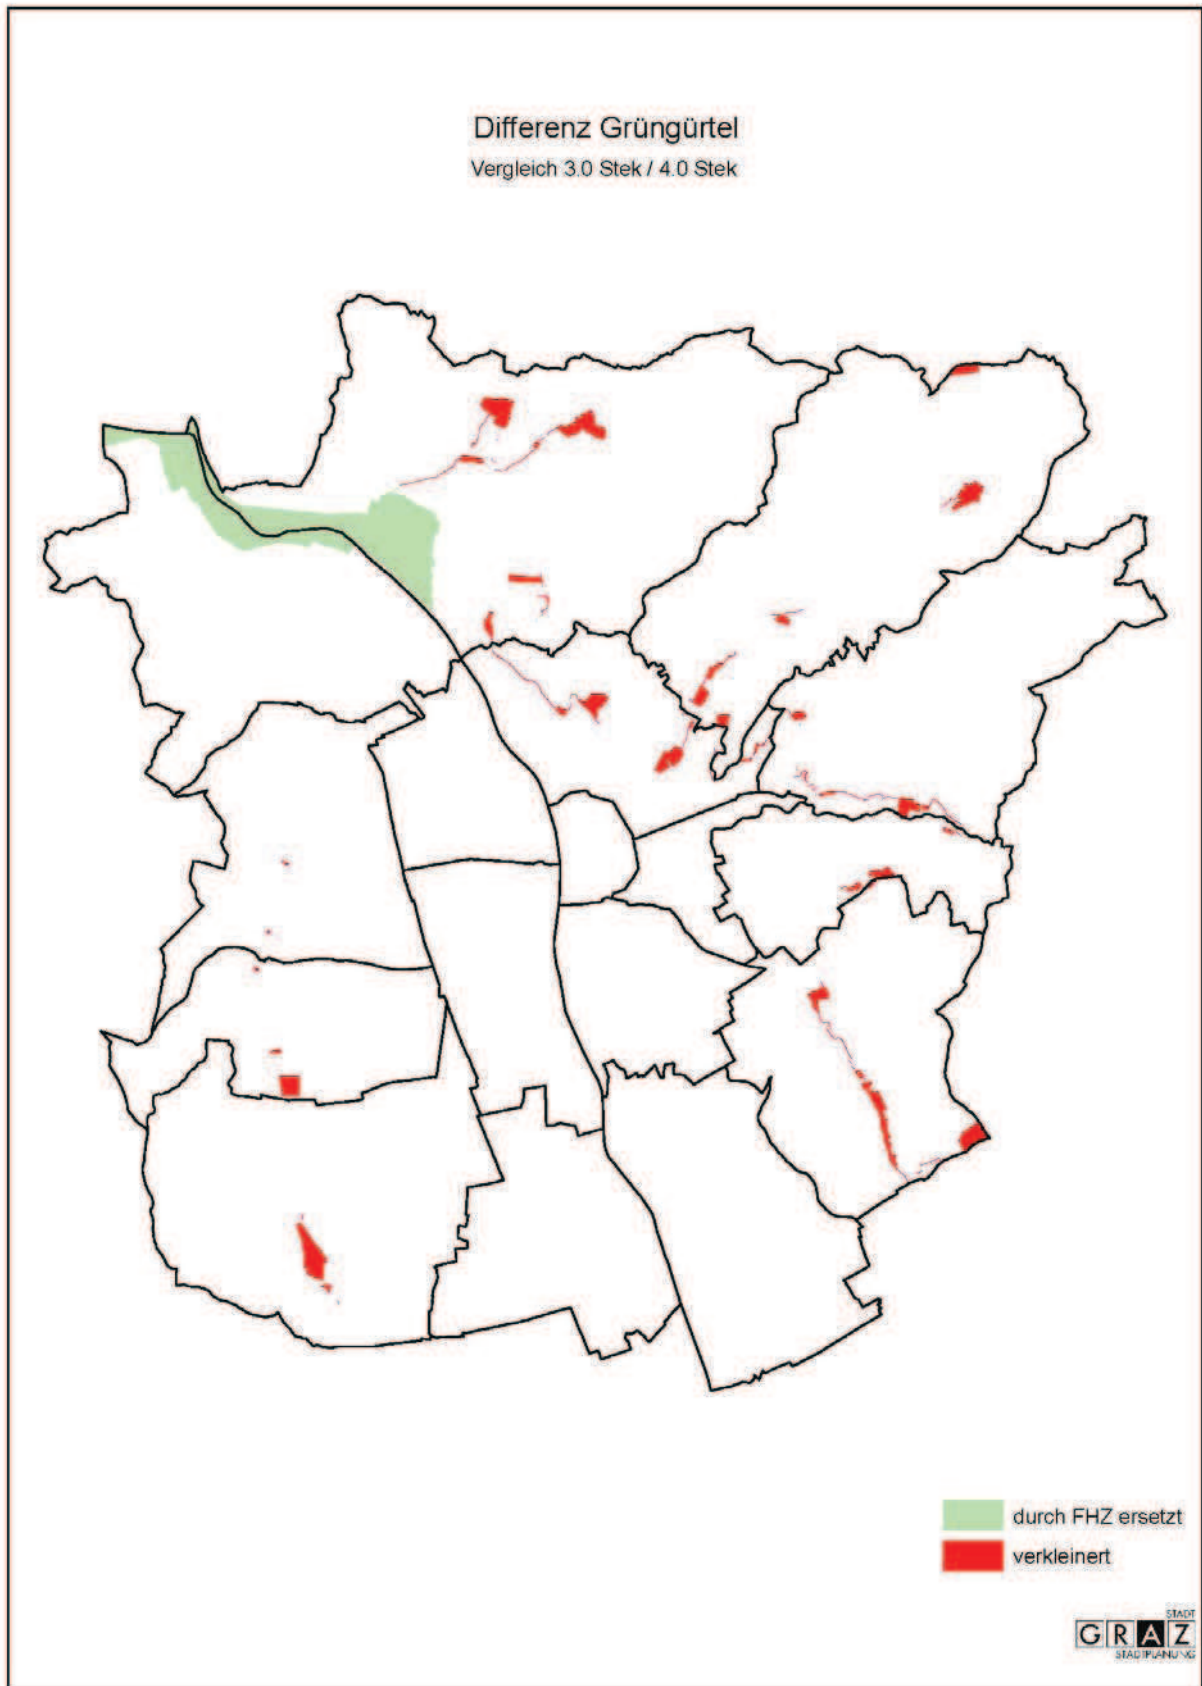 Differenz Grüngürtel
Vergleich 3.0 Stek / 4.0 Stek
durch FHZ ersetzt
verkleinert
STADT
GRAZ
STADTPLANUNG